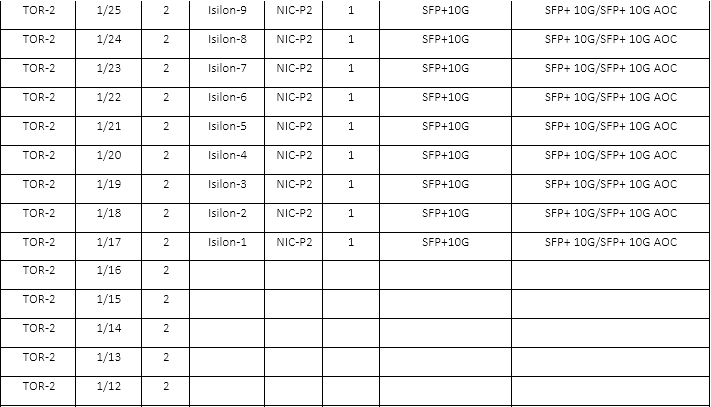 TOR-2 1/25 2 Isilon-9 NIC-P2 1 SFP+10G SFP+ 10G/SFP+ 10G AOC
TOR-2 1/24 2 Isilon-8 NIC-P2 1 SFP+10G SFP+ 10G/SFP+ 10G AOC
TOR-2 1/23 2 Isilon-7 NIC-P2 1 SFP+10G SFP+ 10G/SFP+ 10G AOC
TOR-2 1/22 2 Isilon-6 NIC-P2 1 SFP+10G SFP+ 10G/SFP+ 10G AOC
TOR-2 1/21 2 Isilon-5 NIC-P2 1 SFP+10G SFP+ 10G/SFP+ 10G AOC
TOR-2 1/20 2 Isilon-4 NIC-P2 1 SFP+10G SFP+ 10G/SFP+ 10G AOC
TOR-2 1/19 2 Isilon-3 NIC-P2 1 SFP+10G SFP+ 10G/SFP+ 10G AOC
TOR-2 1/18 2 Isilon-2 NIC-P2 1 SFP+10G SFP+ 10G/SFP+ 10G AOC
TOR-2 1/17 2 Isilon-1 NIC-P2 1 SFP+10G SFP+ 10G/SFP+ 10G AOC
TOR-2 1/16 2
TOR-2 1/15 2
TOR-2 1/14 2
TOR-2 1/13 2
TOR-2 1/12 2